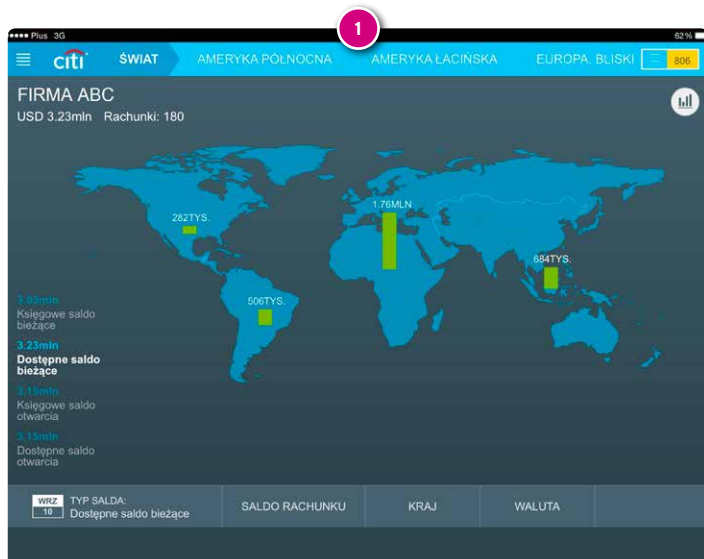 Plus 3G
1
62%
citi
ŚWIAT
AMERYKA PÓŁNOCNA
AMERYKA ŁACIŃSKA
EUROPA, BLISKI
806
FIRMA ABC
USD 3.23mln Rachunki: 180
1.76MLN
282TYS.
684TYS.
506TYS.
3.03mln
Księgowe saldo
bieżące
3.23mln
Dostępne saldo
bieżące
3.15mln
Księgowe saldo
otwarcia
3.15mln
Dostępne saldo
otwarcia
WRZ
10
TYP SALDA:
Dostępne saldo bieżące
SALDO RACHUNKU
KRAJ
WALUTA